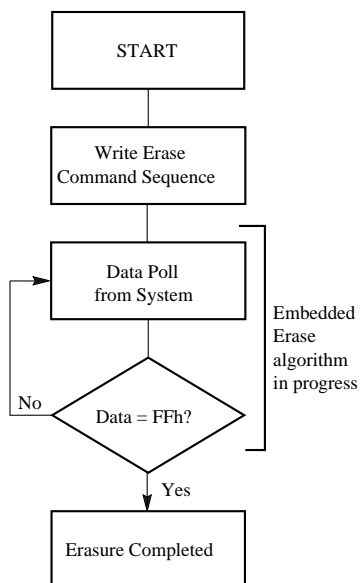 START
Write Erase
Command Sequence
Data Poll
from System
Embedded
Erase
algorithm
in progress
No
Data = FFh?
Yes
Erasure Completed